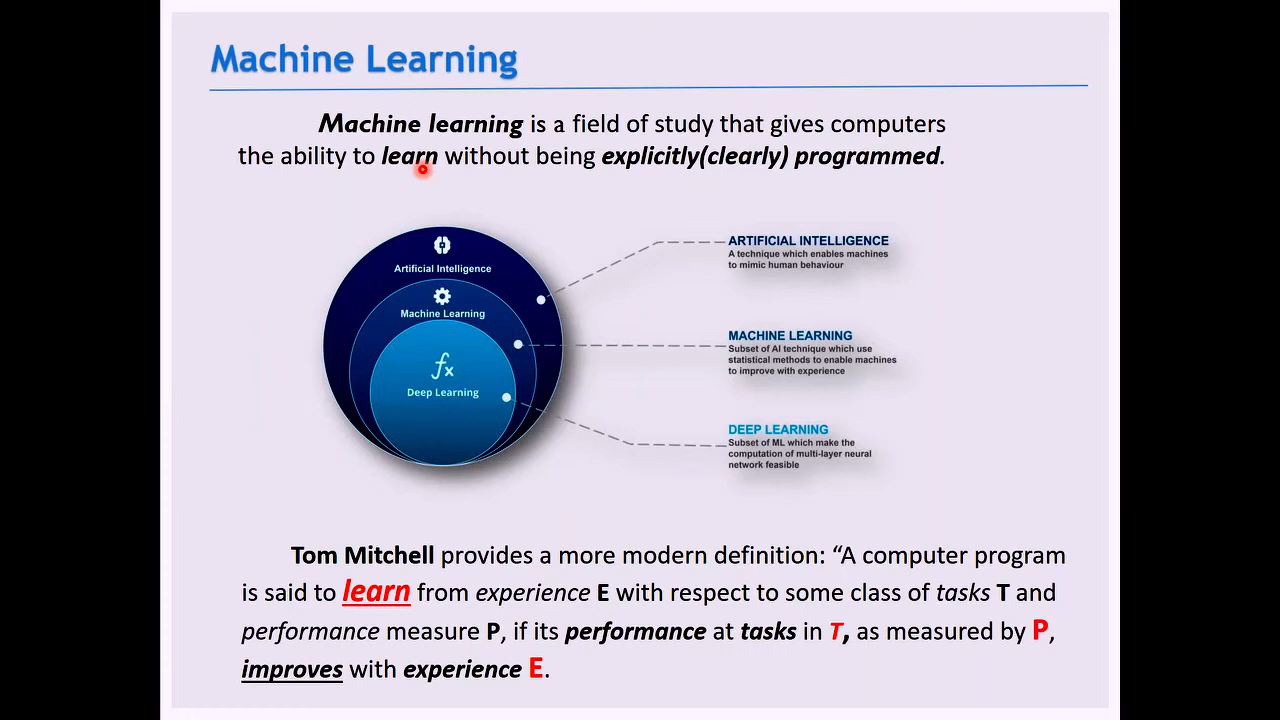 Machine Learning
Machine learning is a field of study that gives computers
the ability to learn without being explicitly(clearly) programmed.
Artificial Intelligence
Machine Learning
fx
Deep Learning
ARTIFICIAL INTELLIGENCE
A technique which enables machines
to mimic human behaviour
MACHINE LEARNING
Subset of AI technique which use
statistical methods to enable machines
to improve with experience
DEEP LEARNING
Subset of ML which make the
computation of multi-layer neural
network feasible
Tom Mitchell provides a more modern definition: “A computer program
is said to learn from experience E with respect to some class of tasks T and
performance measure P, if its performance at tasks in T, as measured by P,
improves with experience E.